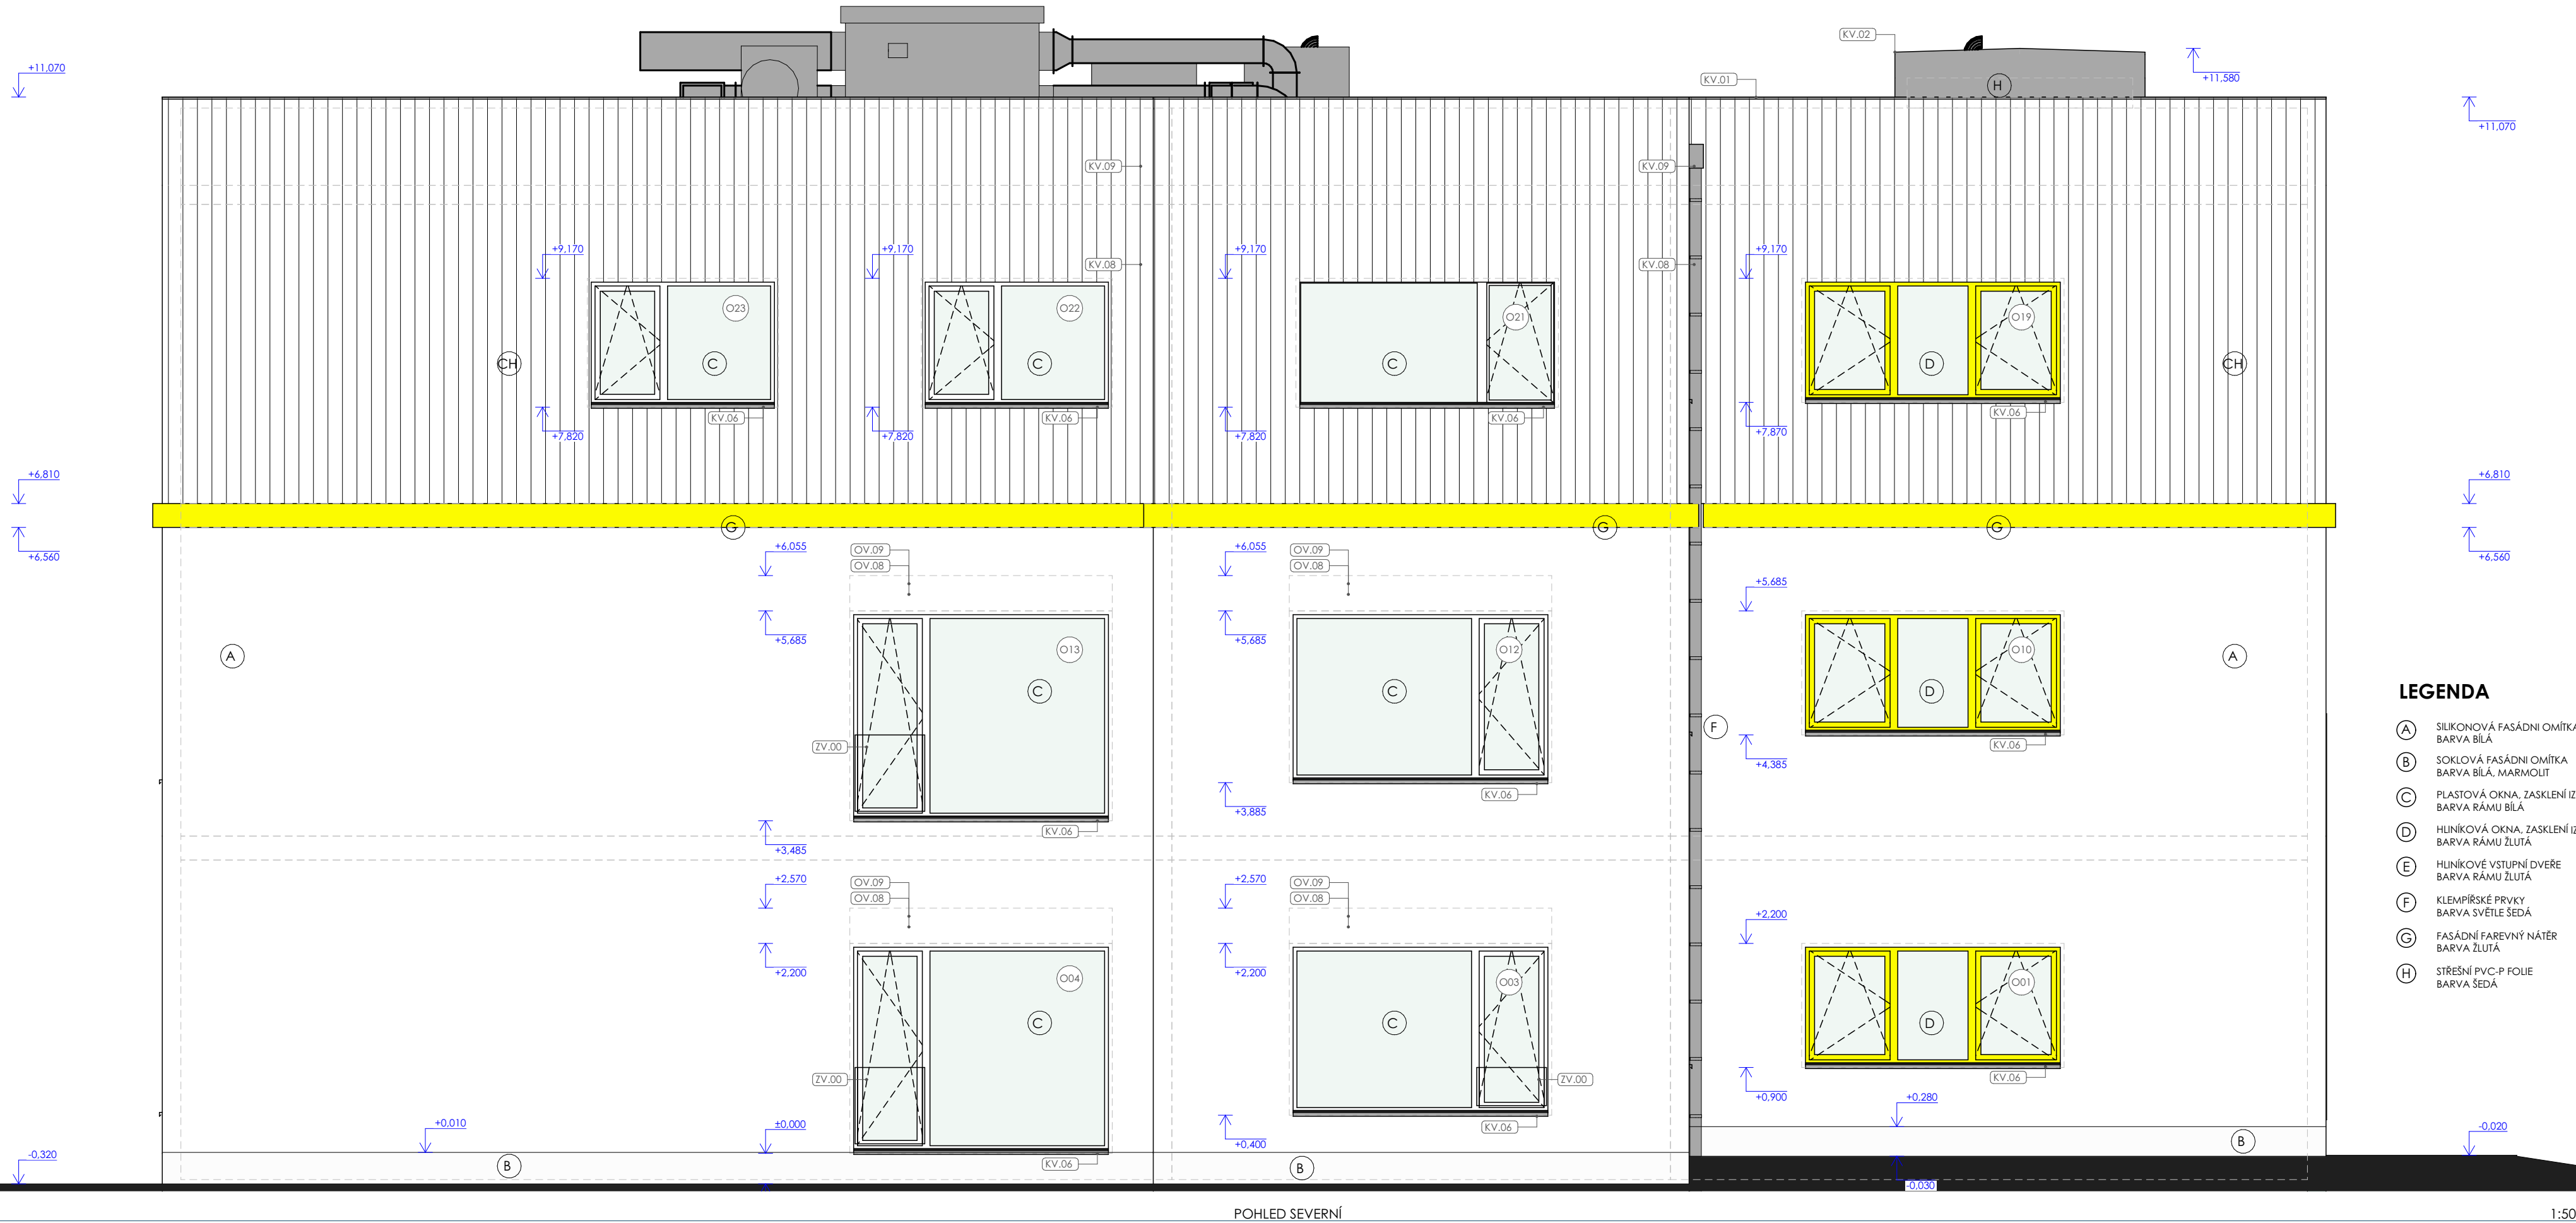 KV.02
+11,070
+11,580
KV.01
H
+11,070
KV.09
KV.09
+9,170
+9,170
+9,170
+9,170
KV.08
KV.08
O23
O22
O21
O19
CH
C
C
C
D
CH
KV.06
KV.06
KV.06
KV.06
+7,820
+7,820
+7,820
+7,870
+6,810
+6,810
G
G
G
+6,560
+6,560
+6,055
OV.09
+6,055
OV.09
OV.08
OV.08
+5,685
+5,685
+5,685
O13
O12
O10
A
A
C
C
D
F
ZV.00
KV.06
+4,385
KV.06
+3,885
KV.06
+3,485
+2,570
OV.09
+2,570
OV.09
OV.08
OV.08
+2,200
+2,200
+2,200
O04
O03
O01
C
C
D
ZV.00
ZV.00
KV.06
+0,900
+0,280
+0,010
±0,000
KV.06
-0,020
+0,400
B
-0,320
B
KV.06
B
-0,030
LEGENDA
A SILIKONOVÁ FASÁDNI OMÍTKA
BARVA BÍLÁ
B SOKLOVÁ FASÁDNI OMÍTKA
BARVA BÍLÁ, MARMOLIT
C PLASTOVÁ OKNA, ZASKLENÍ IZ
BARVA RÁMU BÍLÁ
D HLINÍKOVÁ OKNA, ZASKLENÍ IZ
BARVA RÁMU ŽLUTÁ
E HLINÍKOVÉ VSTUPNÍ DVEŘE
BARVA RÁMU ŽLUTÁ
F KLEMPÍŘSKÉ PRVKY
BARVA SVĚTLE ŠEDÁ
G FASÁDNÍ FAREVNÝ NÁTĚR
BARVA ŽLUTÁ
H STŘEŠNÍ PVC-P FOLIE
BARVA ŠEDÁ
POHLED SEVERNÍ
1:50